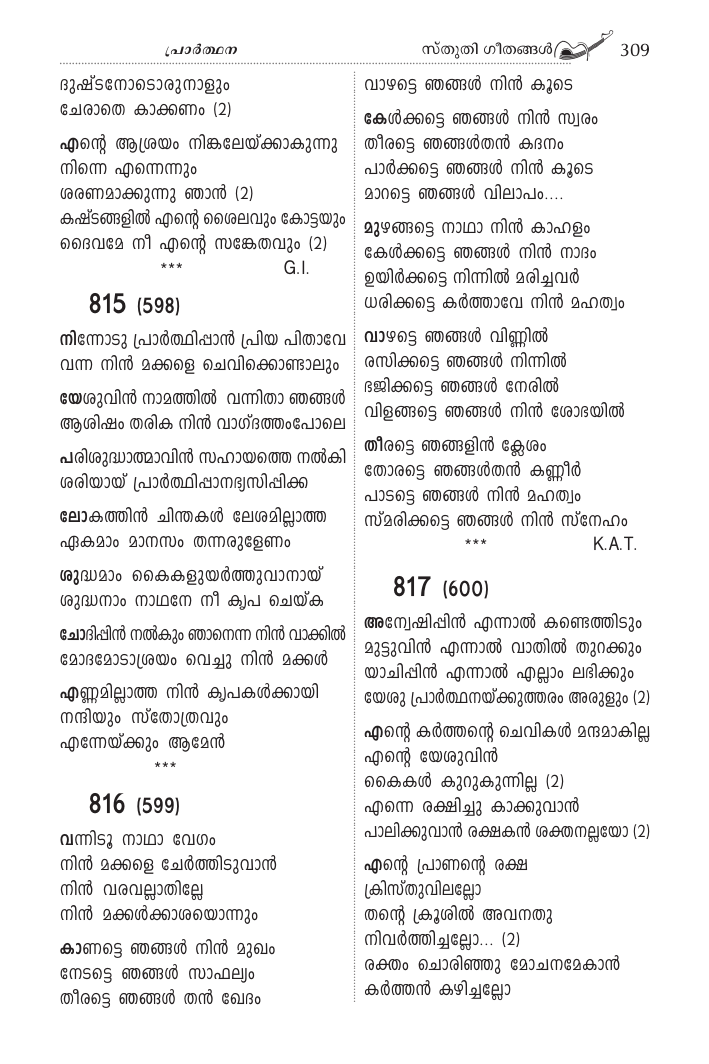 പ്രാർത്ഥന
സ്തുതി ഗീതങ്ങൾ 309
ദുഷ്ടനോടൊരുനാളും
ചേരാതെ കാക്കണം (2)
എന്റെ ആശ്രയം നിങ്കലേയ്ക്കാകുന്നു
നിന്നെ എന്നെന്നും
ശരണമാക്കുന്നു ഞാൻ (2)
കഷ്ടങ്ങളിൽ എന്റെ ശൈലവും കോട്ടയും
ദൈവമേ നീ എന്റെ സങ്കേതവും (2)
*** G.I.
815 (598)
നിന്നോടു പ്രാർത്ഥിപ്പാൻ പ്രിയ പിതാവേ
വന്ന നിൻ മക്കളെ ചെവിക്കൊണ്ടാലും
യേശുവിൻ നാമത്തിൽ വന്നിതാ ഞങ്ങൾ
ആശിഷം തരിക നിൻ വാഗ്ദത്തംപോലെ
പരിശുദ്ധാത്മാവിൻ സഹായത്തെ നൽകി
ശരിയായ് പ്രാർത്ഥിപ്പാനഭ്യസിപ്പിക്ക
ലോകത്തിൻ ചിന്തകൾ ലേശമില്ലാത്ത
ഏകമാം മാനസം തന്നരുളേണം
ശുദ്ധമാം കൈകളുയർത്തുവാനായ്
ശുദ്ധനാം നാഥനേ നീ കൃപ ചെയ്ക
ചോദിപ്പിൻ നൽകും ഞാനെന്ന നിൻ വാക്കിൽ
മോദമോടാശ്രയം വെച്ചു നിൻ മക്കൾ
എണ്ണമില്ലാത്ത നിൻ കൃപകൾക്കായി
നന്ദിയും സ്തോത്രവും
എന്നേയ്ക്കും ആമേൻ
***
816 (599)
വന്നിടൂ നാഥാ വേഗം
നിൻ മക്കളെ ചേർത്തിടുവാൻ
നിൻ വരവല്ലാതില്ലേ
നിൻ മക്കൾക്കാശയൊന്നും
കാണട്ടെ ഞങ്ങൾ നിൻ മുഖം
നേടട്ടെ ഞങ്ങൾ സാഫല്യം
തീരട്ടെ ഞങ്ങൾ തൻ ഖേദം
വാഴട്ടെ ഞങ്ങൾ നിൻ കൂടെ
കേൾക്കട്ടെ ഞങ്ങൾ നിൻ സ്വരം
തീരട്ടെ ഞങ്ങൾതൻ കദനം
പാർക്കട്ടെ ഞങ്ങൾ നിൻ കൂടെ
മാറട്ടെ ഞങ്ങൾ വിലാപം....
മുഴങ്ങട്ടെ നാഥാ നിൻ കാഹളം
കേൾക്കട്ടെ ഞങ്ങൾ നിൻ നാദം
ഉയിർക്കട്ടെ നിന്നിൽ മരിച്ചവർ
ധരിക്കട്ടെ കർത്താവേ നിൻ മഹത്വം
വാഴട്ടെ ഞങ്ങൾ വിണ്ണിൽ
രസിക്കട്ടെ ഞങ്ങൾ നിന്നിൽ
ഭജിക്കട്ടെ ഞങ്ങൾ നേരിൽ
വിളങ്ങട്ടെ ഞങ്ങൾ നിൻ ശോഭയിൽ
തീരട്ടെ ഞങ്ങളിൻ ക്ലേശം
തോരട്ടെ ഞങ്ങൾതൻ കണ്ണീർ
പാടട്ടെ ഞങ്ങൾ നിൻ മഹത്വം
സ്മരിക്കട്ടെ ഞങ്ങൾ നിൻ സ്നേഹം
*** K.A.T.
817 (600)
അന്വേഷിപ്പിൻ എന്നാൽ കണ്ടെത്തിടും
മുട്ടുവിൻ എന്നാൽ വാതിൽ തുറക്കും
യാചിപ്പിൻ എന്നാൽ എല്ലാം ലഭിക്കും
യേശു പ്രാർത്ഥനയ്ക്കുത്തരം അരുളും (2)
എന്റെ കർത്തന്റെ ചെവികൾ മന്ദമാകില്ല
എന്റെ യേശുവിൻ
കൈകൾ കുറുകുന്നില്ല (2)
എന്നെ രക്ഷിച്ചു കാക്കുവാൻ
പാലിക്കുവാൻ രക്ഷകൻ ശക്തനല്ലയോ (2)
എന്റെ പ്രാണന്റെ രക്ഷ
ക്രിസ്തുവിലല്ലോ
തന്റെ ക്രൂശിൽ അവനതു
നിവർത്തിച്ചല്ലോ... (2)
രക്തം ചൊരിഞ്ഞു മോചനമേകാൻ
കർത്തൻ കഴിച്ചല്ലോ